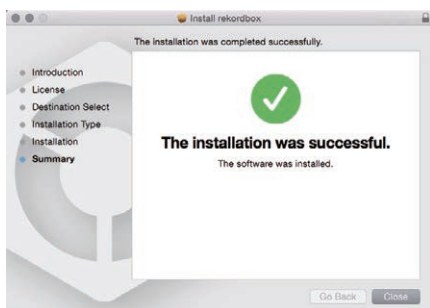 Install rekordbox
The installation was completed successfully.
Introduction
License
Destination Select
Installation Type
Installation
Summary
The installation was successful.
The software was installed.
Go Back
Close